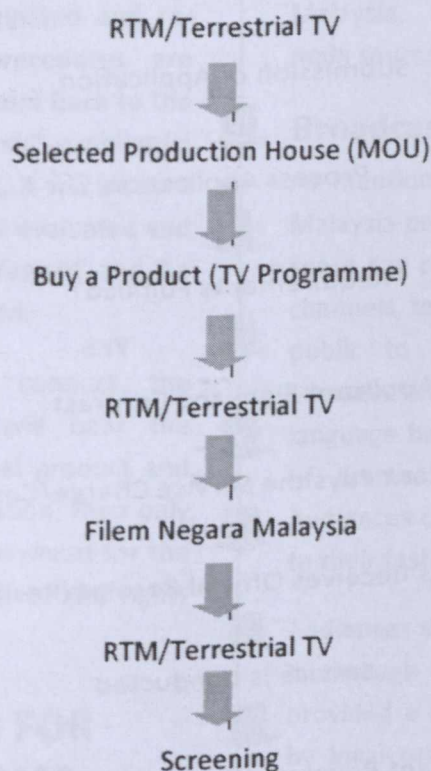 RTM/Terrestrial TV
Selected Production House (MOU)
Buy a Product (TV Programme)
RTM/Terrestrial TV
Filem Negara Malaysia
RTM/Terrestrial TV
Screening